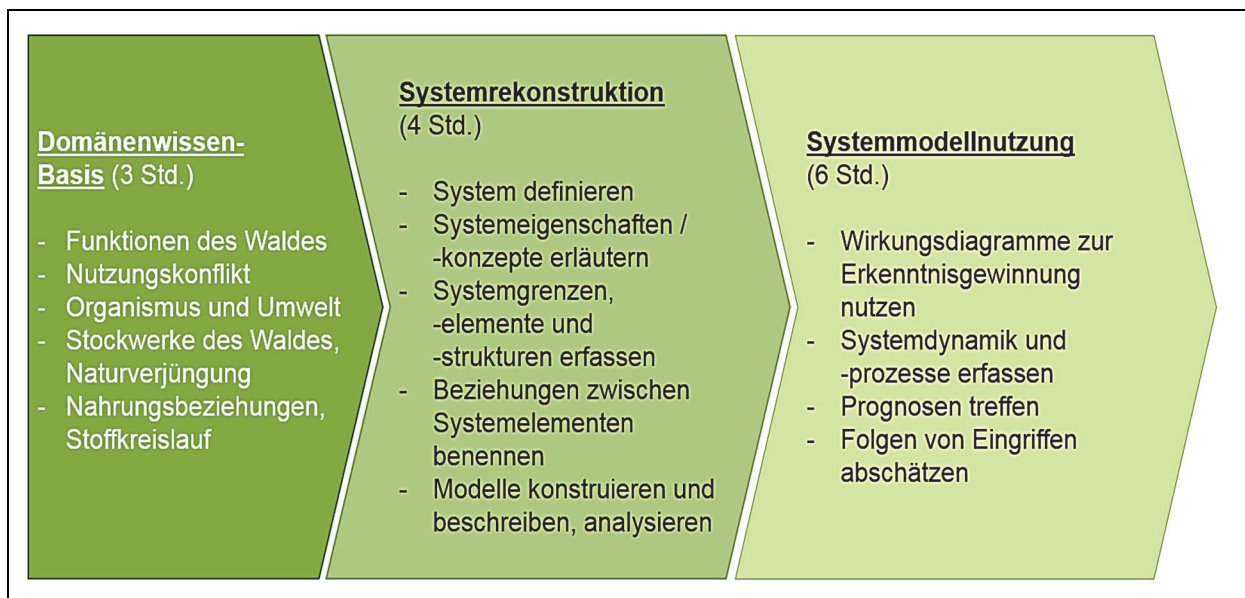 Domänenwissen-
Basis (3 Std.)
- Funktionen des Waldes
- Nutzungskonflikt
- Organismus und Umwelt
- Stockwerke des Waldes,
Naturverjüngung
- Nahrungsbeziehungen,
Stoffkreislauf
Systemrekonstruktion
(4 Std.)
- System definieren
- Systemeigenschaften /
-konzepte erläutern
- Systemgrenzen,
-elemente und
-strukturen erfassen
- Beziehungen zwischen
Systemelementen
benennen
- Modelle konstruieren und
beschreiben, analysieren
Systemmodellnutzung
(6 Std.)
- Wirkungsdiagramme zur
Erkenntnisgewinnung
nutzen
- Systemdynamik und
-prozesse erfassen
- Prognosen treffen
- Folgen von Eingriffen
abschätzen